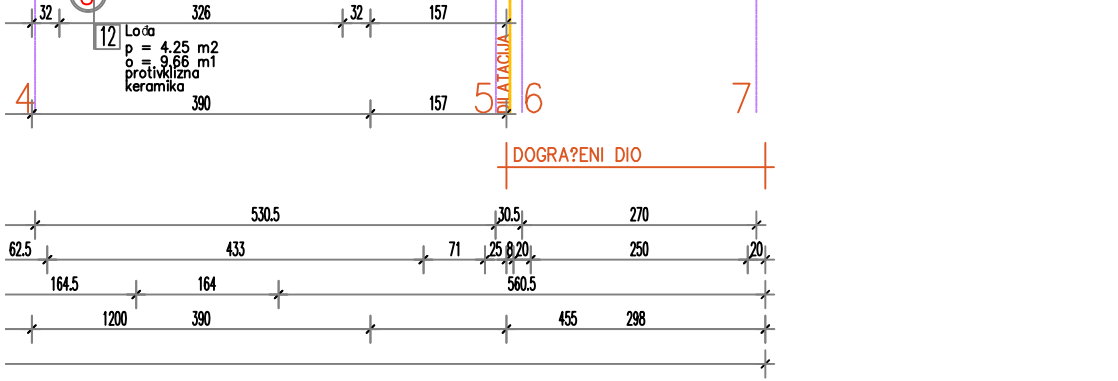 32 326 32 157
12 Lođa
p = 4.25 m2
o = 9.66 m1
protivklizna
keramika
DILATACIJA
4 5 6 7
390 157
DOGRA?ENI DIO
530.5 30.5 270
62.5 433 71 25 8 20 250 20
164.5 164 560.5
1200 390 455 298